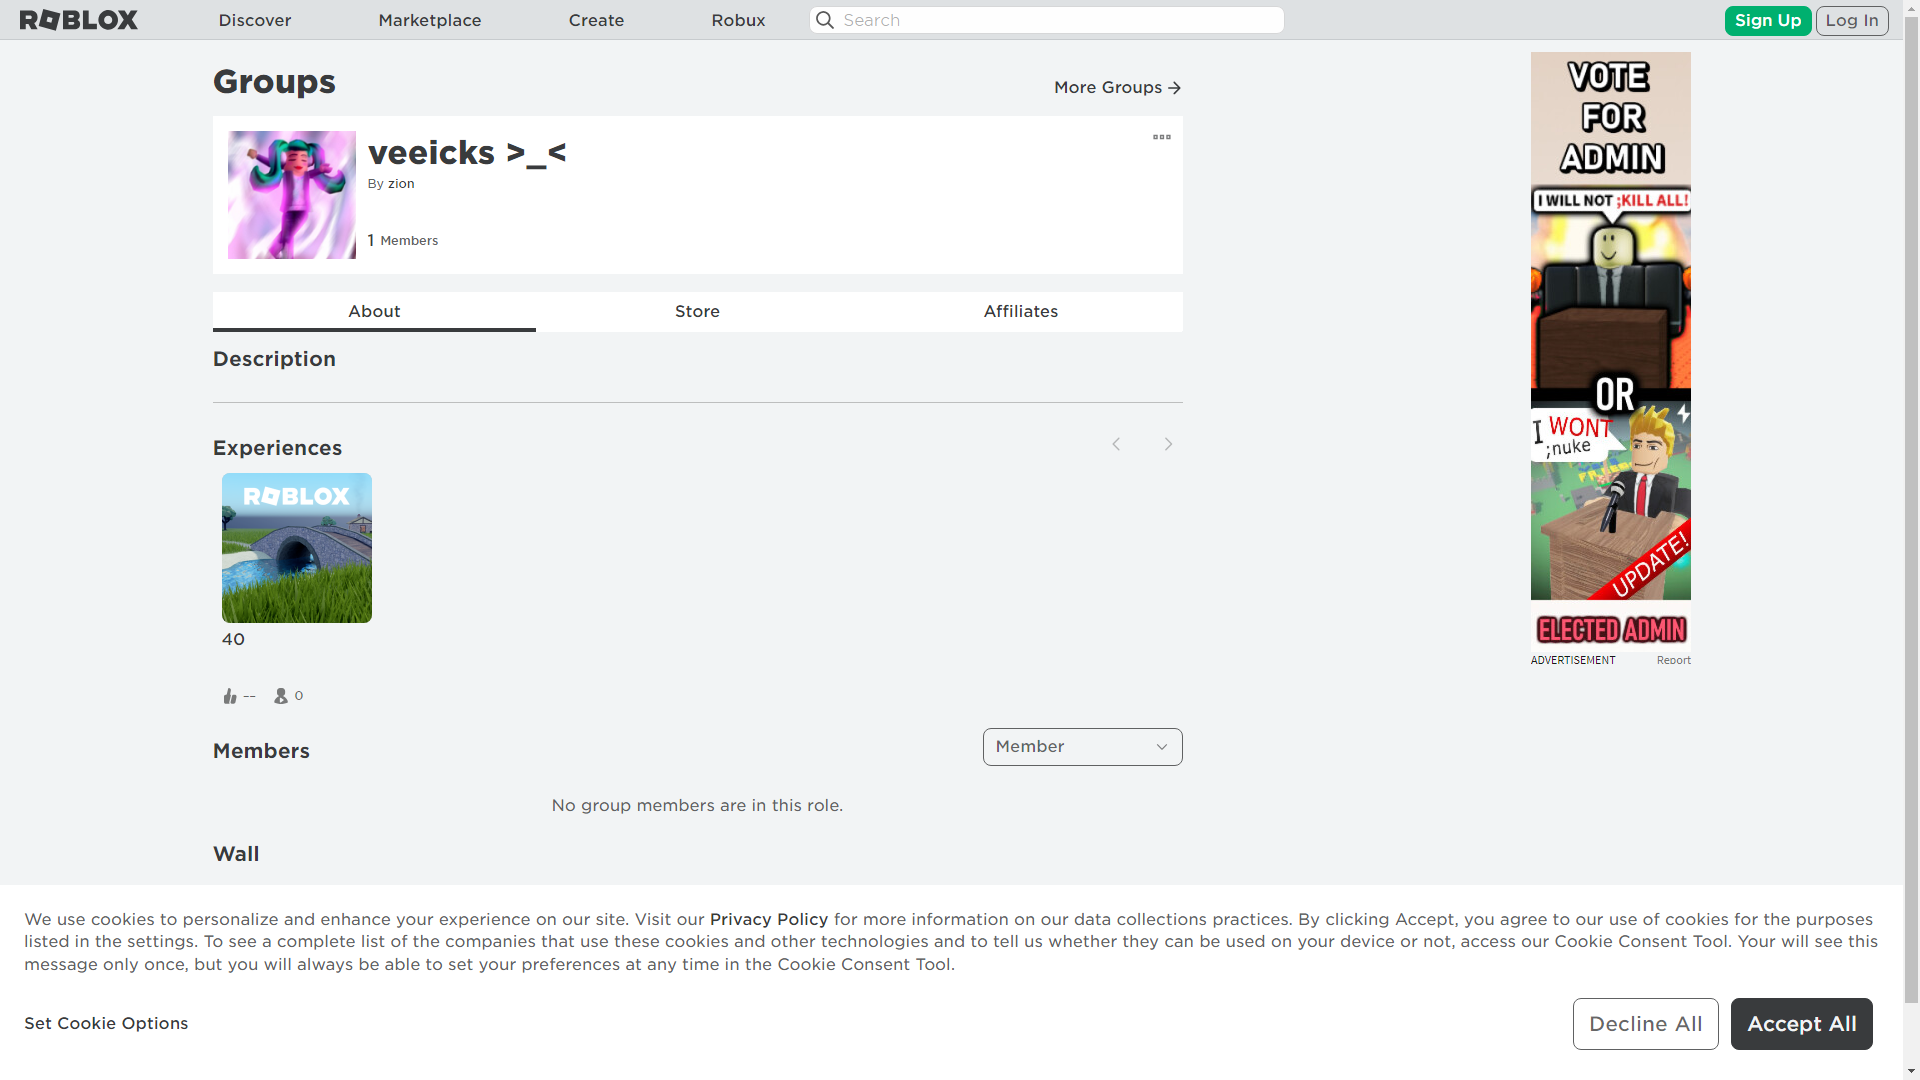 ROBLOX
Discover
Marketplace
Create
Robux
Search
Sign Up
Log In
Groups
More Groups
veeicks >_<
By zion
1 Members
About
Store
Affiliates
Description
Experiences
ROBLOX
40
--
0
Members
Member
No group members are in this role.
Wall
VOTE
FOR
ADMIN
I WILL NOT ;KILL ALL!
OR
I WONT
;nuke
UPDATE!
ELECTED ADMIN
ADVERTISEMENT
Report
We use cookies to personalize and enhance your experience on our site. Visit our Privacy Policy for more information on our data collections practices. By clicking Accept, you agree to our use of cookies for the purposes
listed in the settings. To see a complete list of the companies that use these cookies and other technologies and to tell us whether they can be used on your device or not, access our Cookie Consent Tool. Your will see this
message only once, but you will always be able to set your preferences at any time in the Cookie Consent Tool.
Set Cookie Options
Decline All
Accept All